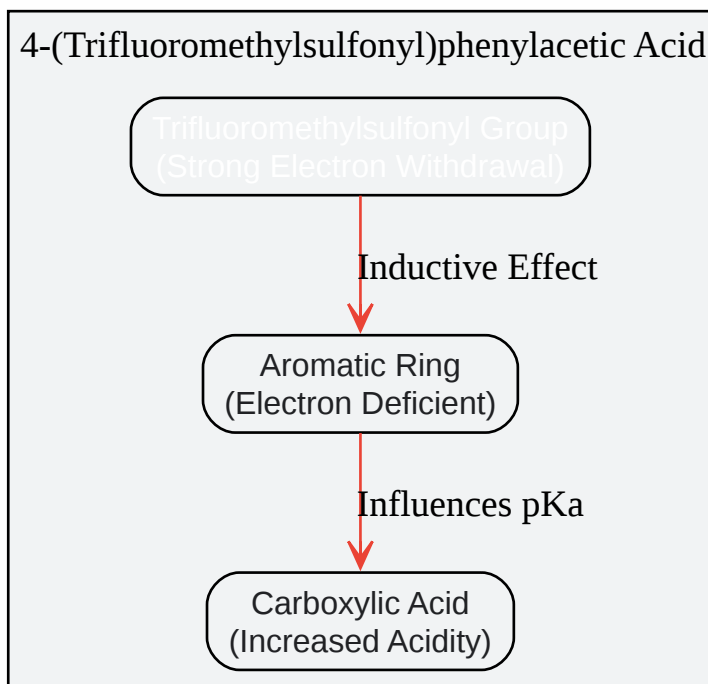 4-(Trifluoromethylsulfonyl)phenylacetic Acid
Trifluoromethylsulfonyl Group
(Strong Electron Withdrawal)
Inductive Effect
Aromatic Ring
(Electron Deficient)
Influences pKa
Carboxylic Acid
(Increased Acidity)